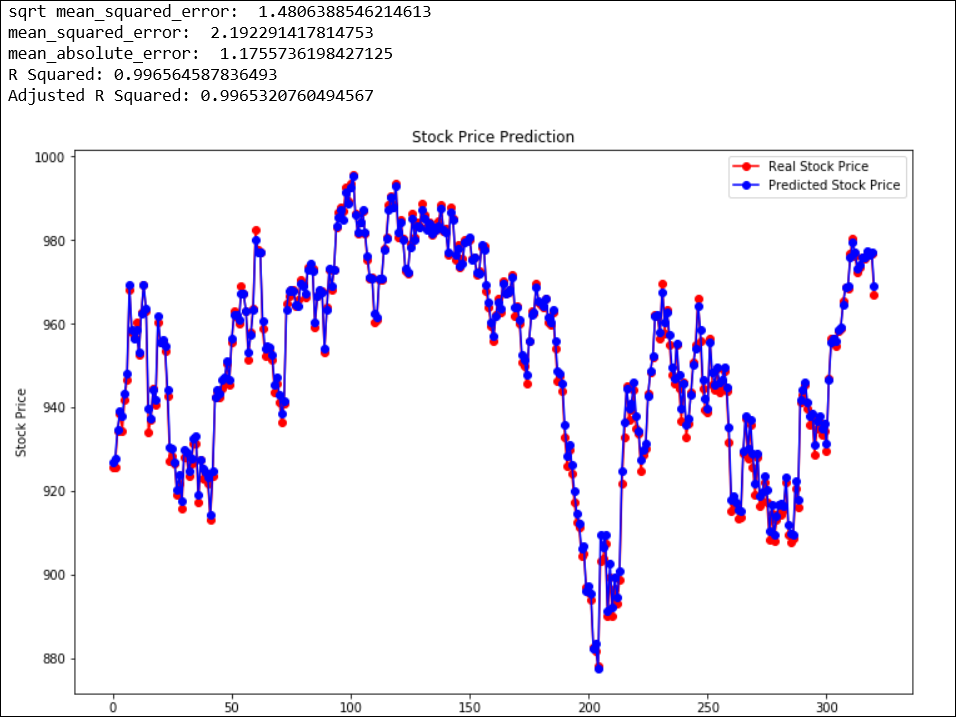 sqrt mean_squared_error:  1.4806388546214613
mean_squared_error:  2.192291417814753
mean_absolute_error:  1.1755736198427125
R Squared: 0.996564587836493
Adjusted R Squared: 0.9965320760494567
Stock Price Prediction
Real Stock Price
Predicted Stock Price
Stock Price
1000
980
960
940
920
900
880
0 50 100 150 200 250 300